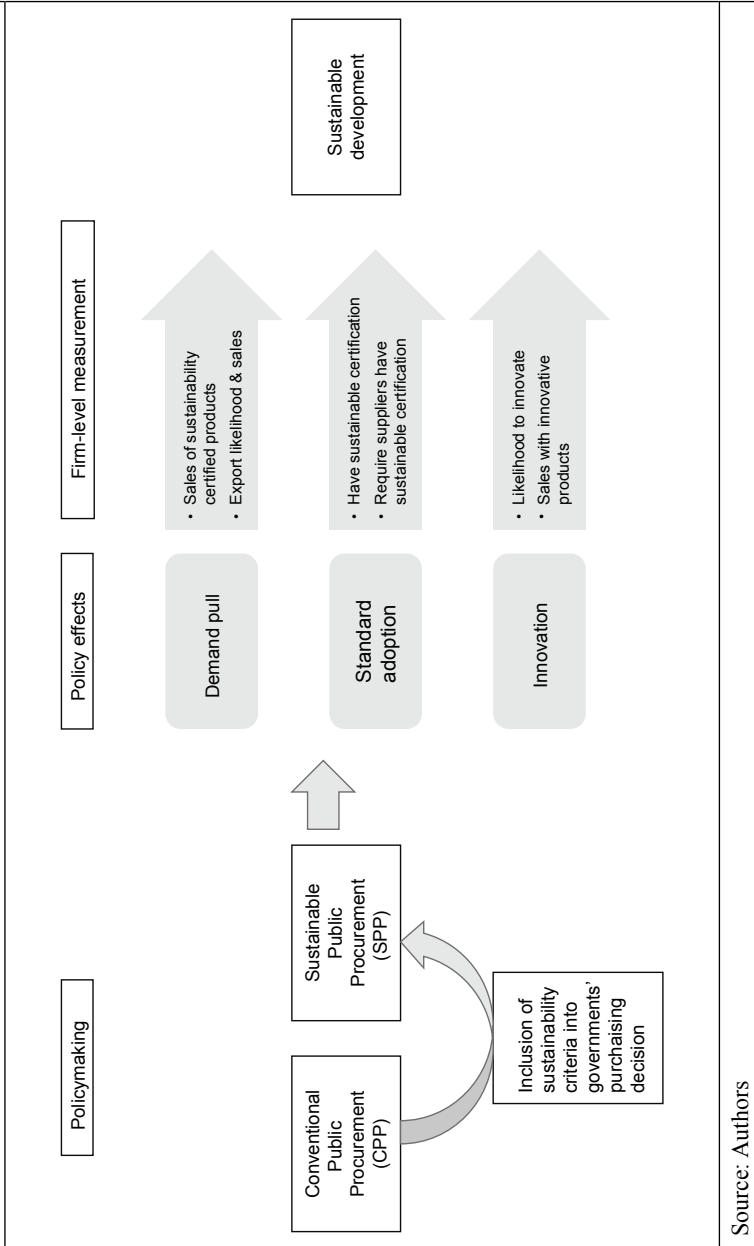 Policymaking
Policy effects
Firm-level measurement
Conventional
Public
Procurement
(CPP)
Sustainable
Public
Procurement
(SPP)
Inclusion of
sustainability
criteria into
governments'
purchaising
decision
Demand pull
• Sales of sustainability
certified products
• Export likelihood & sales
Standard
adoption
• Have sustainable certification
• Require suppliers have
sustainable certification
Innovation
• Likelihood to innovate
• Sales with innovative
products
Sustainable
development
Source: Authors